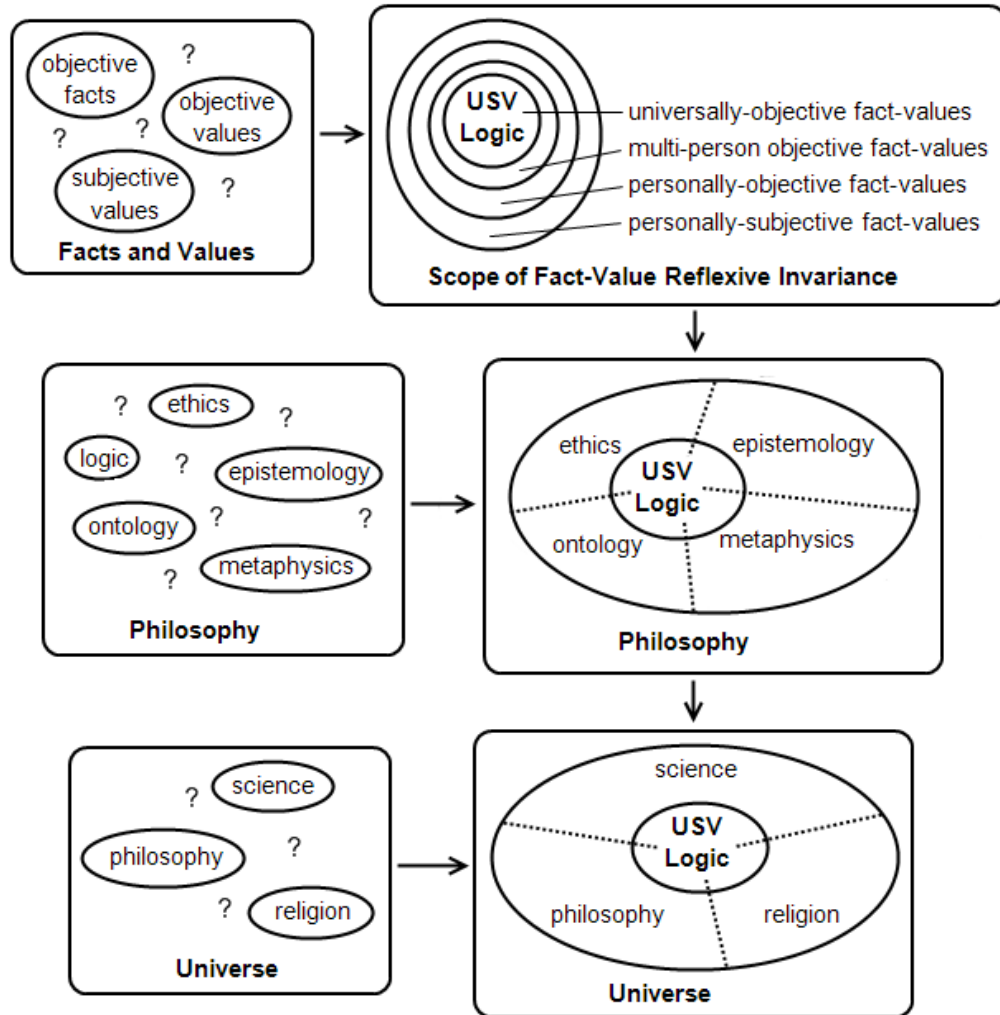 objective
facts
?
objective
values
?
?
subjective
values
?
Facts and Values
USV
Logic
universally-objective fact-values
multi-person objective fact-values
personally-objective fact-values
personally-subjective fact-values
Scope of Fact-Value Reflexive Invariance
?
ethics
?
logic
?
epistemology
ontology
?
?
?
metaphysics
Philosophy
ethics
epistemology
USV
Logic
ontology
metaphysics
Philosophy
science
?
?
philosophy
?
religion
Universe
science
USV
Logic
philosophy
religion
Universe